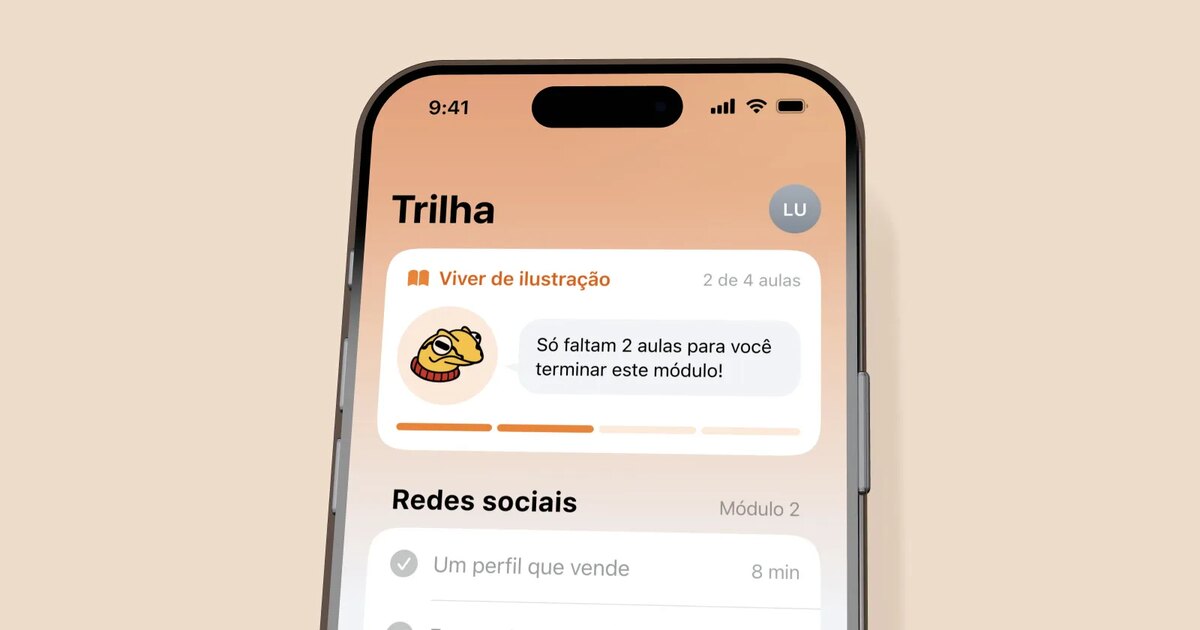 9:41
Trilha
LU
Viver de ilustração
2 de 4 aulas
Só faltam 2 aulas para você
terminar este módulo!
Redes sociais
Módulo 2
Um perfil que vende
8 min